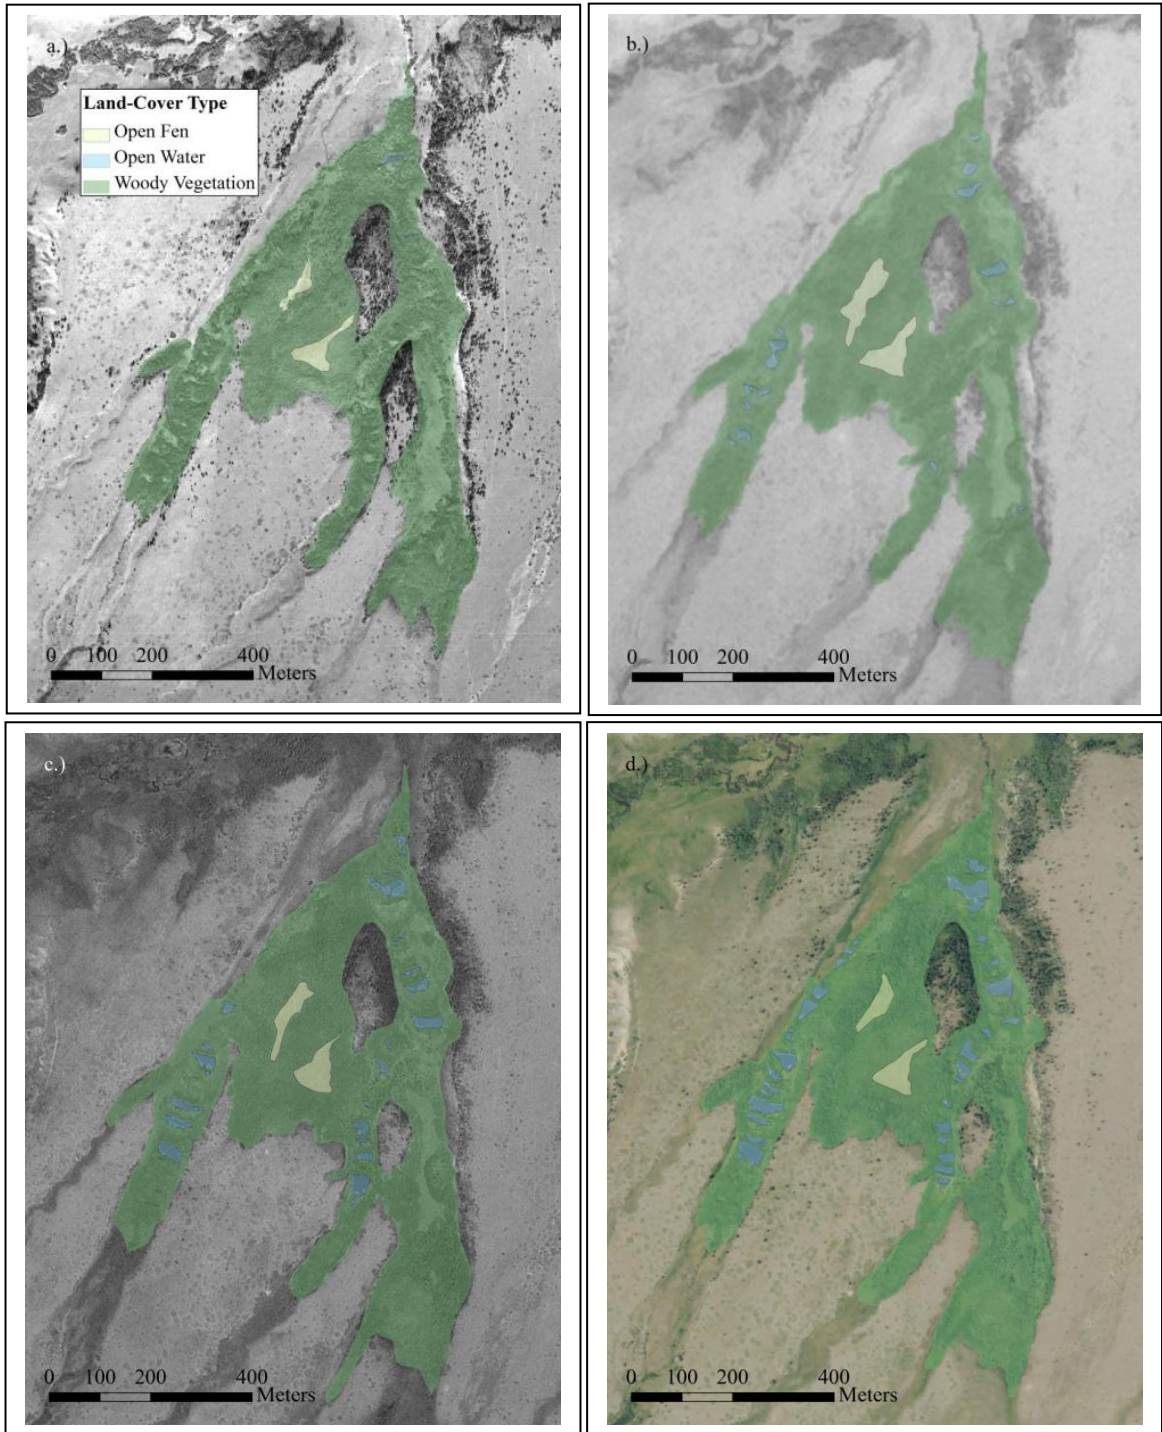 a.)
Land-Cover Type
Open Fen
Open Water
Woody Vegetation
0 100 200 400
Meters
b.)
0 100 200 400
Meters
c.)
0 100 200 400
Meters
d.)
0 100 200 400
Meters